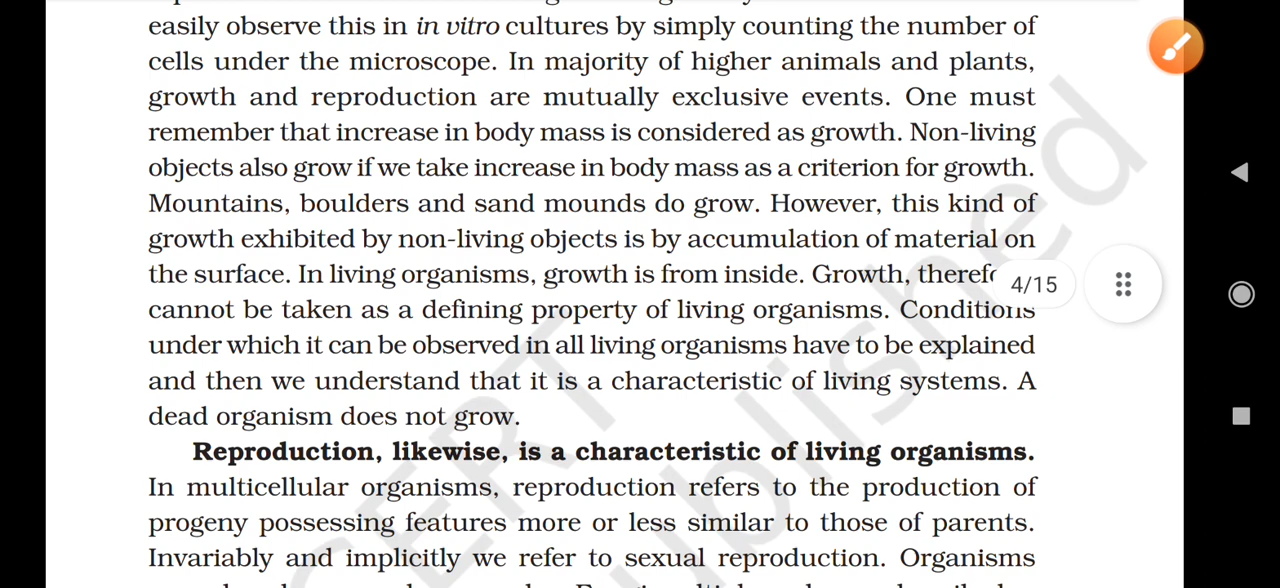 easily observe this in in vitro cultures by simply counting the number of
cells under the microscope. In majority of higher animals and plants,
growth and reproduction are mutually exclusive events. One must
remember that increase in body mass is considered as growth. Non-living
objects also grow if we take increase in body mass as a criterion for growth.
Mountains, boulders and sand mounds do grow. However, this kind of
growth exhibited by non-living objects is by accumulation of material on
the surface. In living organisms, growth is from inside. Growth,
4/15
cannot be taken as a defining property of living organisms. Conditions
under which it can be observed in all living organisms have to be explained
and then we understand that it is a characteristic of living systems. A
dead organism does not grow.
Reproduction, likewise, is a characteristic of living organisms.
In multicellular organisms, reproduction refers to the production of
progeny possessing features more or less similar to those of parents.
Invariably and implicitly we refer to sexual reproduction. Organisms